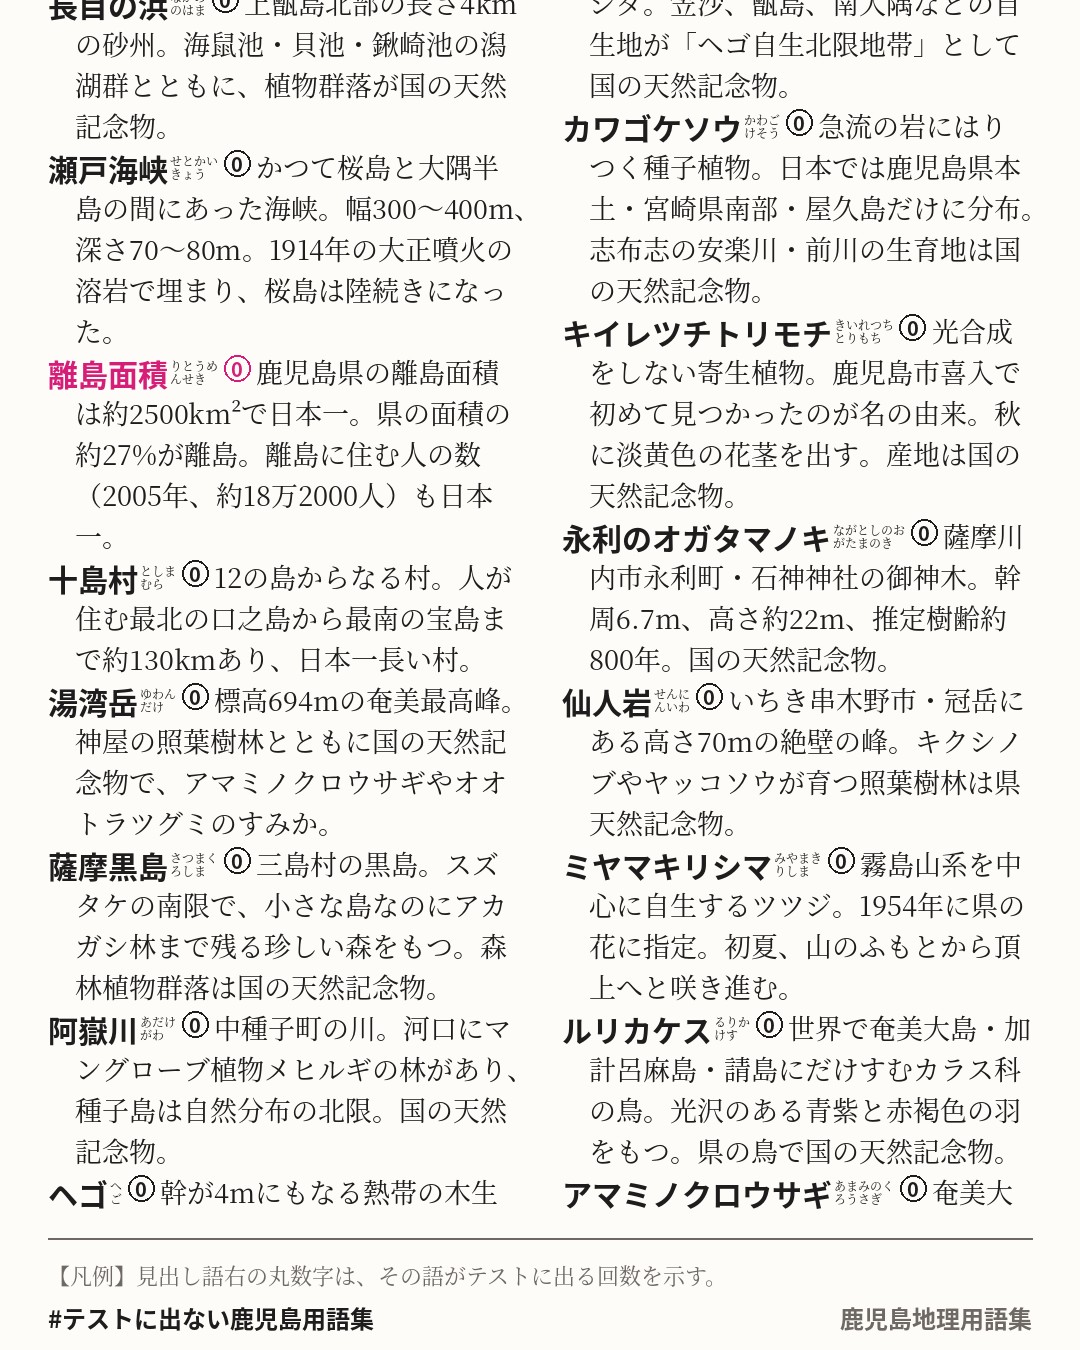 長目の浜 ⓪ 上甑島北部の長さ4km
の砂州。海鼠池・貝池・鍬崎池の潟
湖群とともに、植物群落が国の天然
記念物。
瀬戸海峡 せとかいきょう ⓪ かつて桜島と大隅半
島の間にあった海峡。幅300〜400m、
深さ70〜80m。1914年の大正噴火の
溶岩で埋まり、桜島は陸続きになっ
た。
離島面積 りとうめんせき ⓪ 鹿児島県の離島面積
は約2500km²で日本一。県の面積の
約27%が離島。離島に住む人の数
（2005年、約18万2000人）も日本
一。
十島村 としまむら ⓪ 12の島からなる村。人が
住む最北の口之島から最南の宝島ま
で約130kmあり、日本一長い村。
湯湾岳 ゆわんだけ ⓪ 標高694mの奄美最高峰。
神屋の照葉樹林とともに国の天然記
念物で、アマミノクロウサギやオオ
トラツグミのすみか。
薩摩黒島 さつまくろしま ⓪ 三島村の黒島。スズ
タケの南限で、小さな島なのにアカ
ガシ林まで残る珍しい森をもつ。森
林植物群落は国の天然記念物。
阿嶽川 あだけがわ ⓪ 中種子町の川。河口にマ
ングローブ植物メヒルギの林があり、
種子島は自然分布の北限。国の天然
記念物。
ヘゴ へご ⓪ 幹が4mにもなる熱帯の木生
シダ。笠沙、甑島、南大隅などの自
生地が「ヘゴ自生北限地帯」として
国の天然記念物。
カワゴケソウ かわごけそう ⓪ 急流の岩にはり
つく種子植物。日本では鹿児島県本
土・宮崎県南部・屋久島だけに分布。
志布志の安楽川・前川の生育地は国
の天然記念物。
キイレツチトリモチ きいれつちとりもち ⓪ 光合成
をしない寄生植物。鹿児島市喜入で
初めて見つかったのが名の由来。秋
に淡黄色の花茎を出す。産地は国の
天然記念物。
永利のオガタマノキ ながとしのおがたまのき ⓪ 薩摩川
内市永利町・石神神社の御神木。幹
周6.7m、高さ約22m、推定樹齢約
800年。国の天然記念物。
仙人岩 せんにんいわ ⓪ いちき串木野市・冠岳に
ある高さ70mの絶壁の峰。キクシノ
ブやヤッコソウが育つ照葉樹林は県
天然記念物。
ミヤマキリシマ みやまきりしま ⓪ 霧島山系を中
心に自生するツツジ。1954年に県の
花に指定。初夏、山のふもとから頂
上へと咲き進む。
ルリカケス るりかけす ⓪ 世界で奄美大島・加
計呂麻島・請島にだけすむカラス科
の鳥。光沢のある青紫と赤褐色の羽
をもつ。県の鳥で国の天然記念物。
アマミノクロウサギ あまみのくろうさぎ ⓪ 奄美大
【凡例】見出し語右の丸数字は、その語がテストに出る回数を示す。
#テストに出ない鹿児島用語集
鹿児島地理用語集